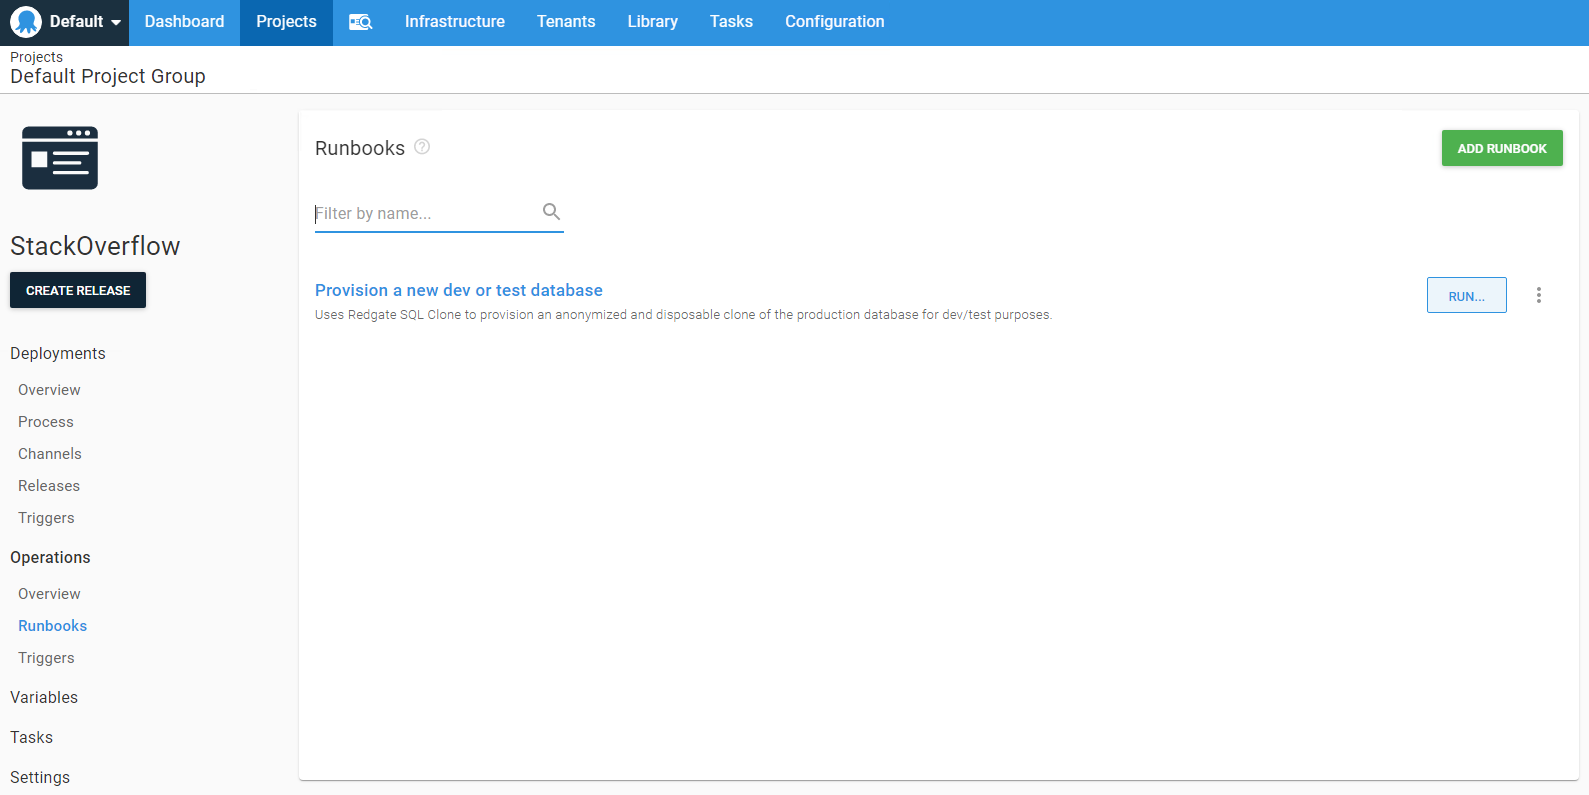 Default Dashboard Projects Infrastructure Tenants Library Tasks Configuration
Projects
Default Project Group
StackOverflow
CREATE RELEASE
Deployments
Overview
Process
Channels
Releases
Triggers
Operations
Overview
Runbooks
Triggers
Variables
Tasks
Settings
Runbooks ?
ADD RUNBOOK
Filter by name...
Provision a new dev or test database
Uses Redgate SQL Clone to provision an anonymized and disposable clone of the production database for dev/test purposes.
RUN...